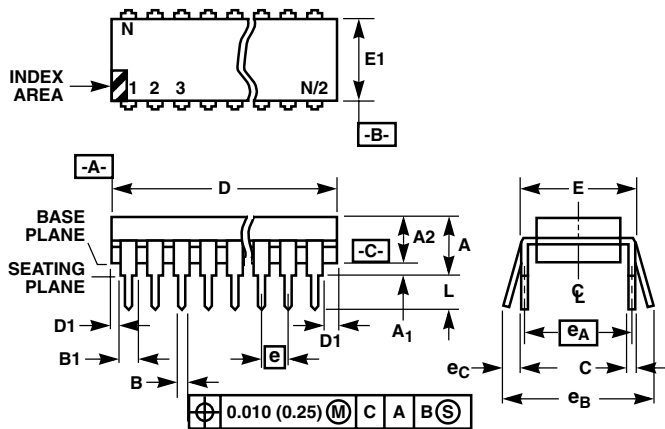 N
E1
INDEX
AREA
1 2 3 N/2
-B-
-A-
D
E
BASE
PLANE
A2
A
-C-
SEATING
PLANE
L
C
L
D1
A1
D1
eA
B1
e
eC
C
B
eB
0.010 (0.25) M C A B S